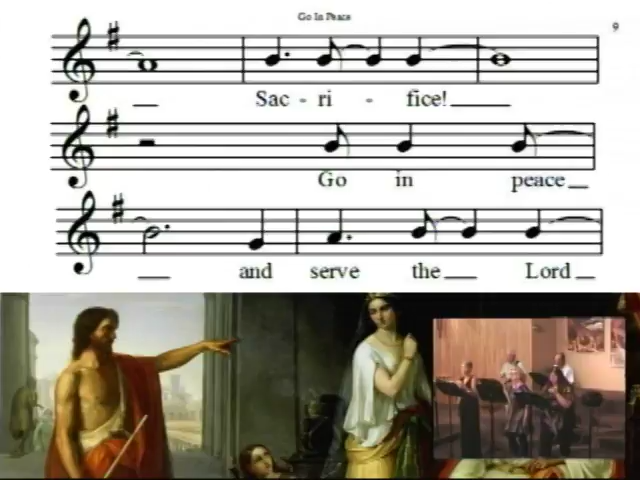 Go In Peace
9
Sac - ri - fice!
Go in peace
and serve the Lord